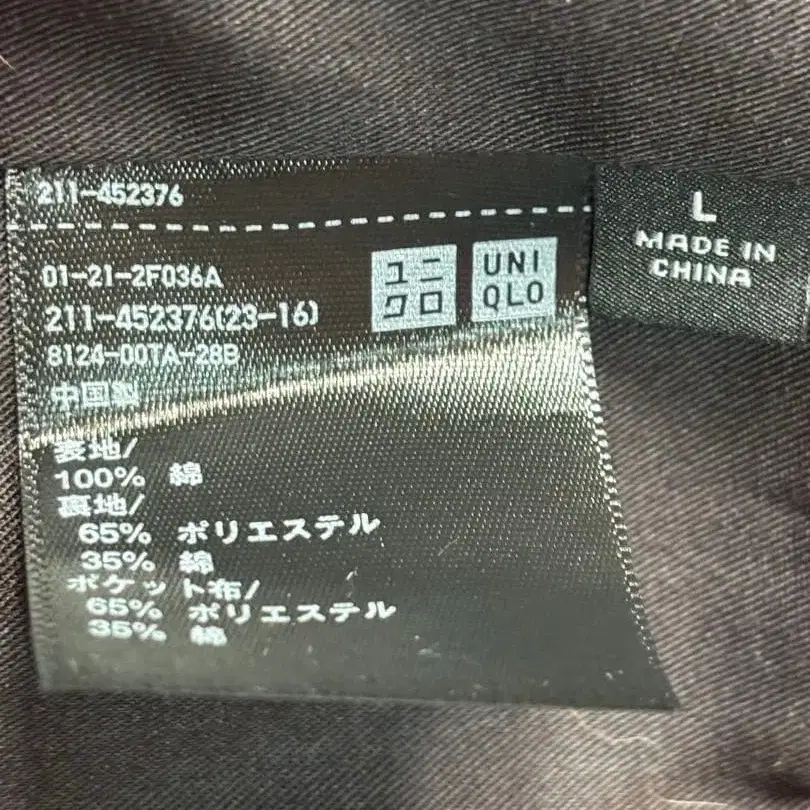 211-452376
01-21-2F036A
211-452376(23-16)
8124-00TA-28B
中国製
表地/
100% 綿
裏地/
65% ポリエステル
35% 綿
ポケット布/
65% ポリエステル
35% 綿
ユニ
クロ
UNI
QLO
L
MADE IN
CHINA